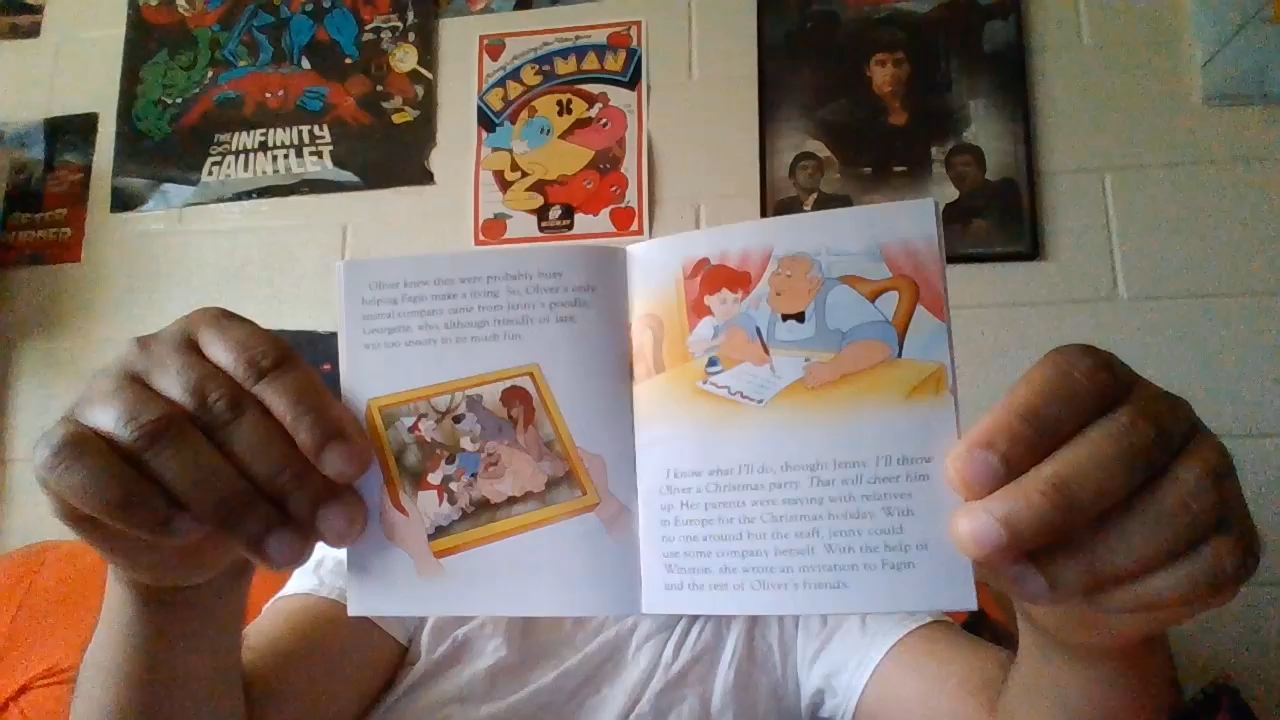 THE
INFINITY
GAUNTLET
PAC-MAN
Oliver knew they were probably busy
helping Fagin make a living. So, Oliver's only
animal company came from Jenny's poodle,
Georgette, who although friendly of late,
was too snooty to be much fun.
I know what I'll do, thought Jenny. I'll throw
Oliver a Christmas party. That will cheer him
up. Her parents were staying with relatives
in Europe for the Christmas holiday. With
no one around but the staff, Jenny could
use some company herself. With the help of
Winston, she wrote an invitation to Fagin
and the rest of Oliver's friends.